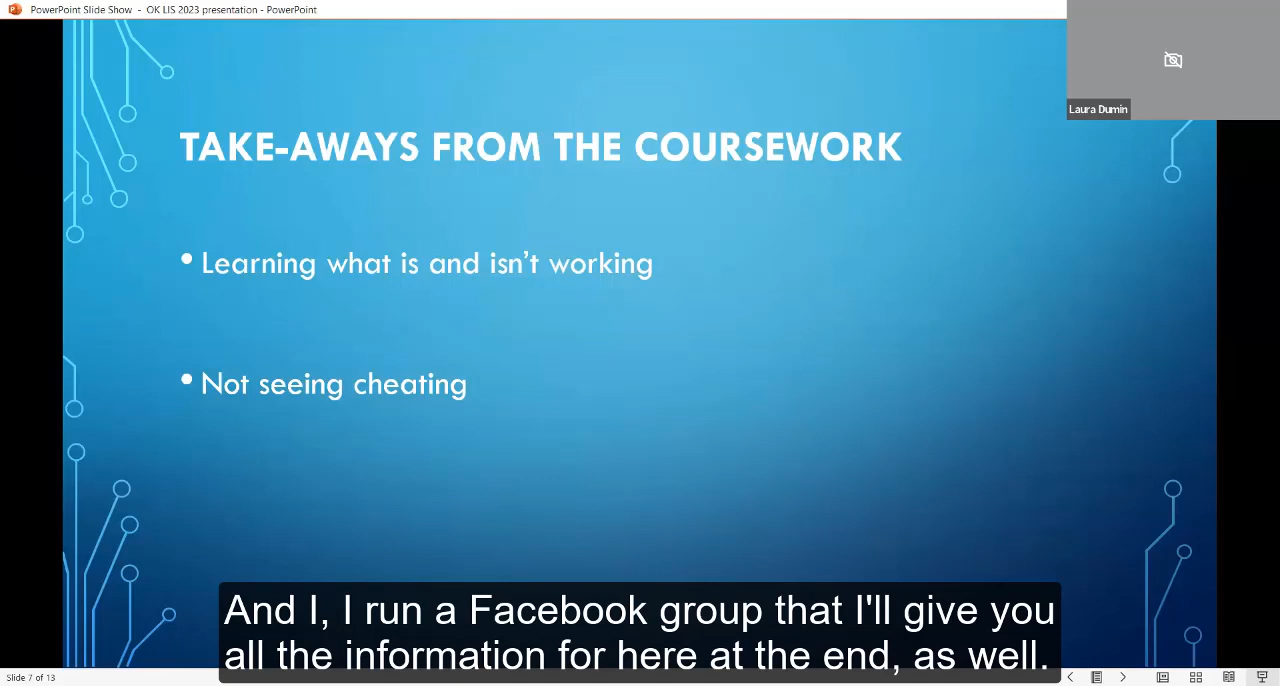 PowerPoint Slide Show - OK LIS 2023 presentation - PowerPoint
Laura Dumin
TAKE-AWAYS FROM THE COURSEWORK
• Learning what is and isn’t working
• Not seeing cheating
And I, I run a Facebook group that I'll give you
all the information for here at the end, as well.
Slide 7 of 13